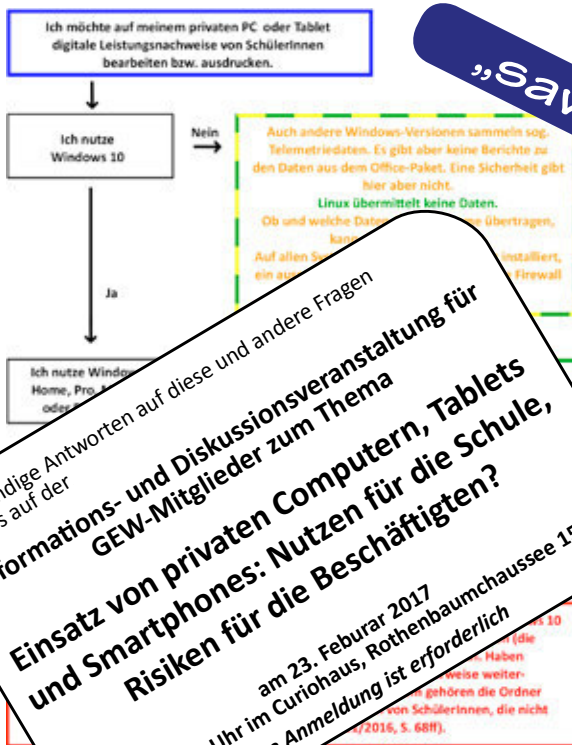 Ich möchte auf meinem privaten PC oder Tablet
digitale Leistungsnachweise von SchülerInnen
bearbeiten bzw. ausdrucken.
„sav
Ich nutze
Windows 10
Nein
Auch andere Windows-Versionen sammeln sog.
Telemetriedaten. Es gibt aber keine Berichte zu
den Daten aus dem Office-Paket. Eine Sicherheit gibt
hier aber nicht.
Linux übermittelt keine Daten.
Ob und welche Daten übertragen,
Auf allen installiert,
ein Firewall
Ja
Ich nutze
Home, Pro,
Antworten auf diese und andere Fragen
auf der
formations- und Diskussionsveranstaltung für
GEW-Mitglieder zum Thema
Einsatz von privaten Computern, Tablets
und Smartphones: Nutzen für die Schule,
Risiken für die Beschäftigten?
am 23. Feburar 2017
Uhr im Curiohaus, Rothenbaumchaussee 15
Anmeldung ist erforderlich
10
(die
Haben
weise weiter-
gehören die Ordner
von SchülerInnen, die nicht
/2016, S. 68ff).